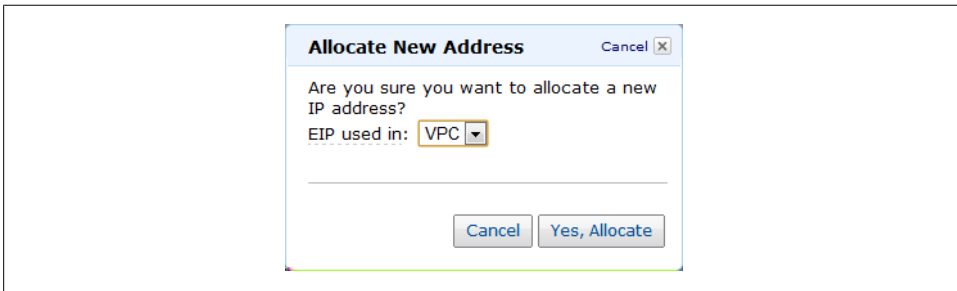 Allocate New Address
Cancel
Are you sure you want to allocate a new
IP address?
EIP used in: VPC
Cancel
Yes, Allocate